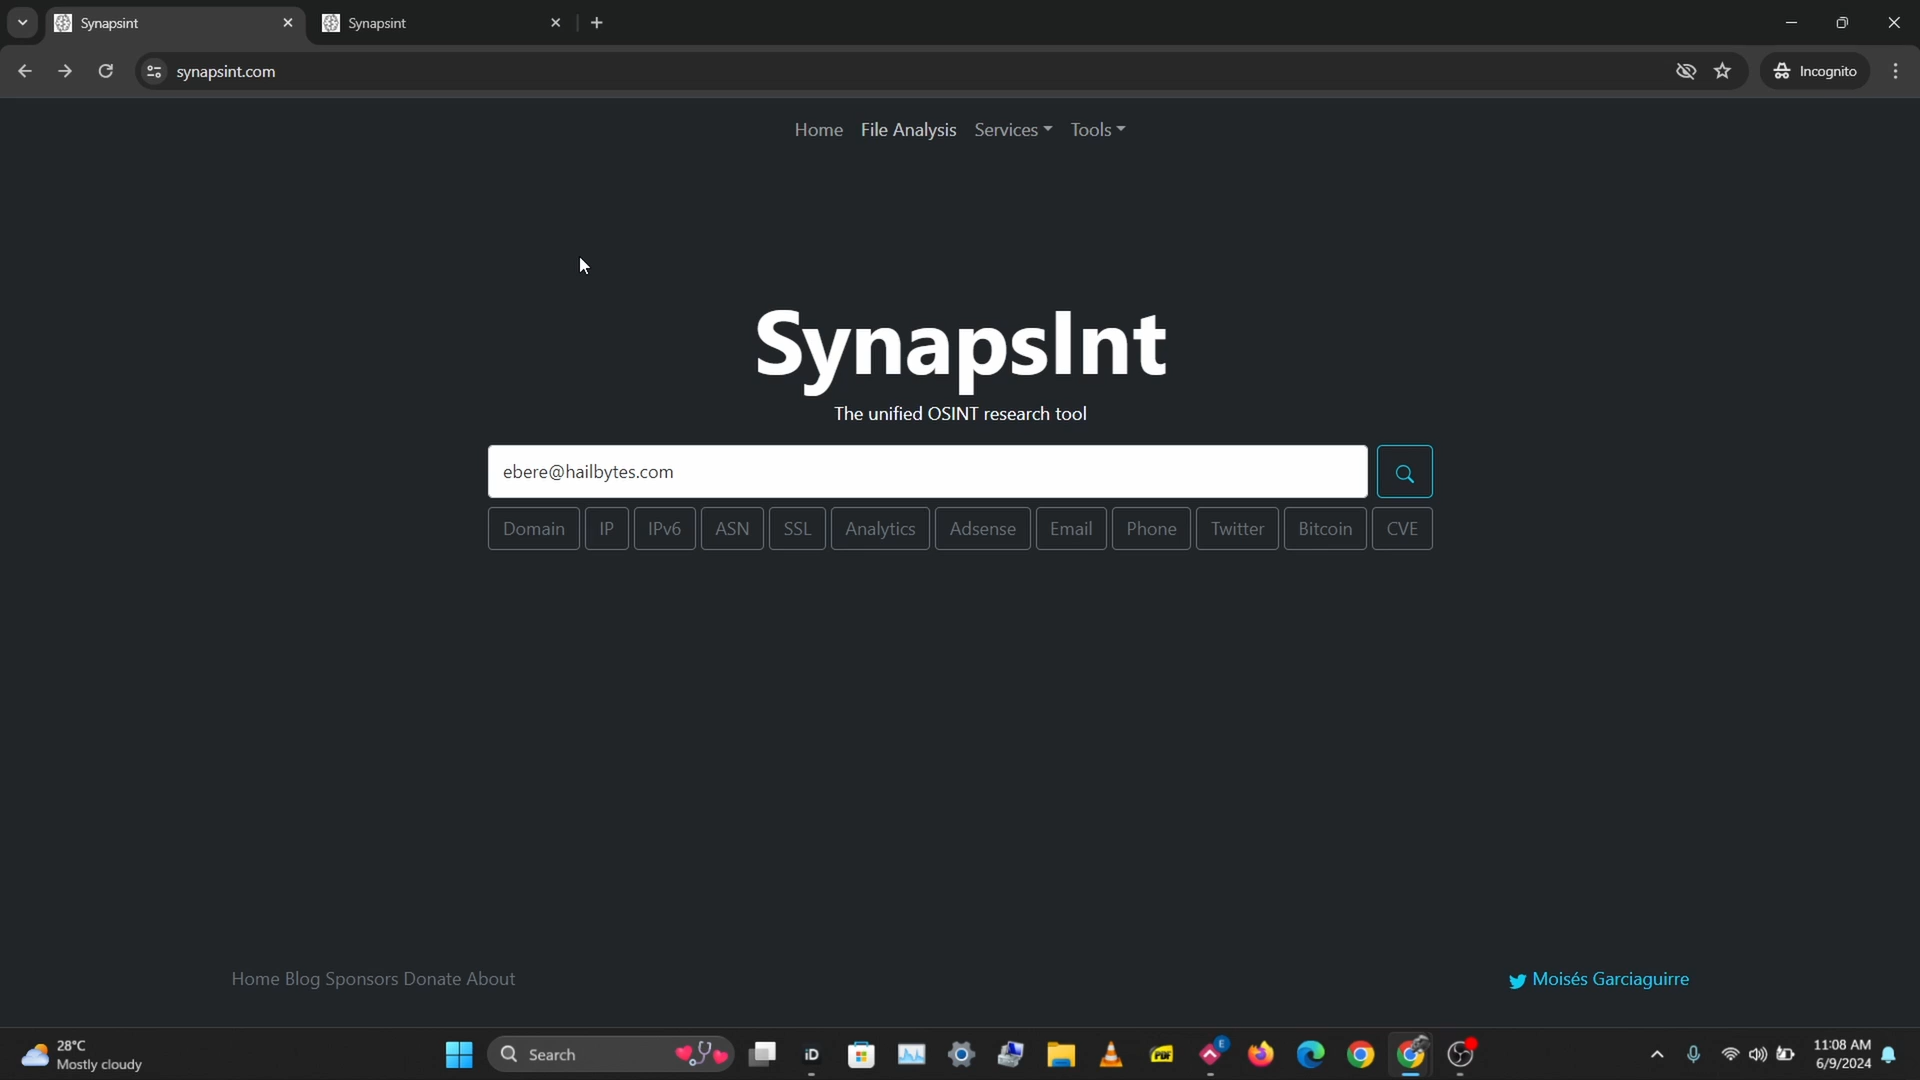 Synapsint
Synapsint
synapsint.com
Incognito
Home File Analysis Services Tools
SynapsInt
The unified OSINT research tool
ebere@hailbytes.com
Domain IP IPv6 ASN SSL Analytics Adsense Email Phone Twitter Bitcoin CVE
Home Blog Sponsors Donate About
Moisés Garciaguirre
28°C
Mostly cloudy
Search
iD
PDF
E
11:08 AM
6/9/2024